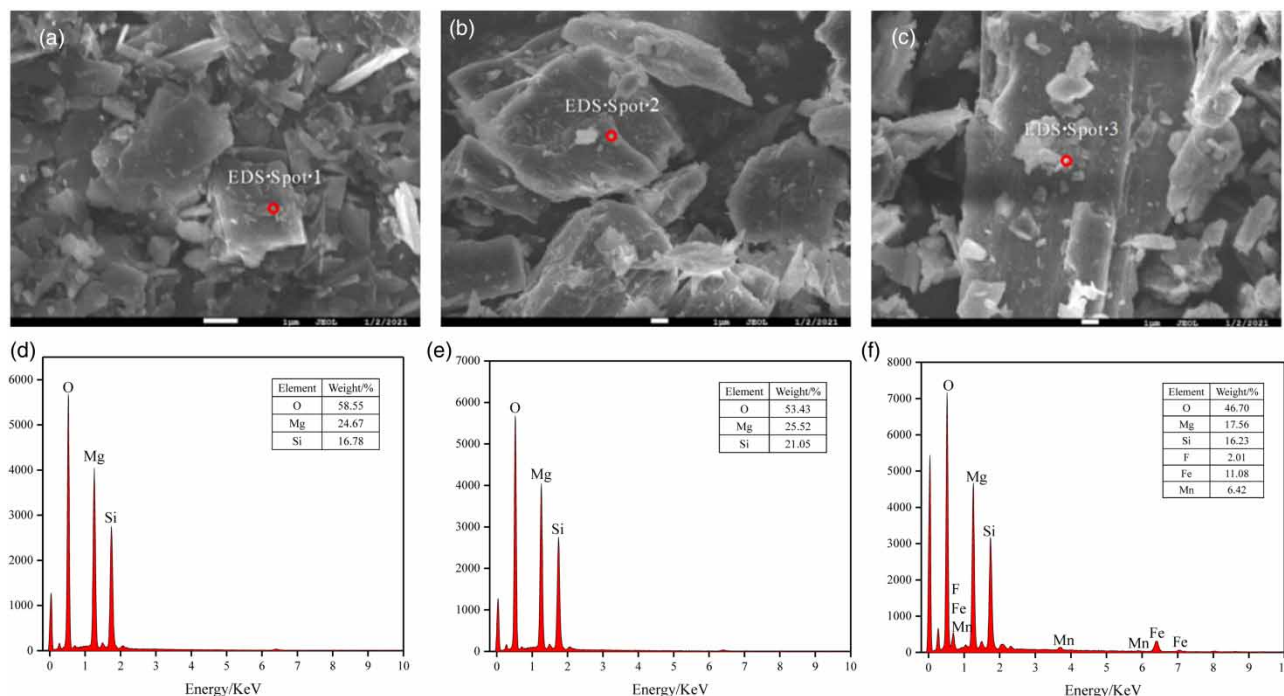 (a)
EDS·Spot·1
1μm JEOL 1/2/2021
(b)
EDS·Spot·2
1μm JEOL 1/2/2021
(c)
EDS·Spot·3
1μm JEOL 1/2/2021
(d)
6000
5000
4000
3000
2000
1000
0
O
Mg
Si
Element Weight/%
O 58.55
Mg 24.67
Si 16.78
0 1 2 3 4 5 6 7 8 9 10
Energy/KeV
(e)
7000
6000
5000
4000
3000
2000
1000
0
O
Mg
Si
Element Weight/%
O 53.43
Mg 25.52
Si 21.05
0 1 2 3 4 5 6 7 8 9 10
Energy/KeV
(f)
8000
7000
6000
5000
4000
3000
2000
1000
0
O
Mg
Si
F
Fe
Mn
Mn
Mn
Fe
Fe
Element Weight/%
O 46.70
Mg 17.56
Si 16.23
F 2.01
Fe 11.08
Mn 6.42
0 1 2 3 4 5 6 7 8 9
Energy/KeV